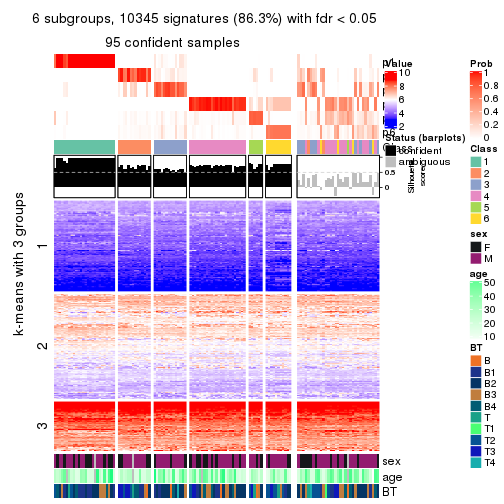 6 subgroups, 10345 signatures (86.3%) with fdr < 0.05
95 confident samples
Value
10
8
6
4
2
Prob
1
0.8
0.6
0.4
0.2
0
Status (barplots)
confident
ambiguous
Class
0.5
0
Silhouette
score
Class
1
2
3
4
5
6
sex
F
M
age
50
40
30
20
10
BT
B
B1
B2
B3
B4
T
T1
T2
T3
T4
k-means with 3 groups
1
2
3
sex
age
BT